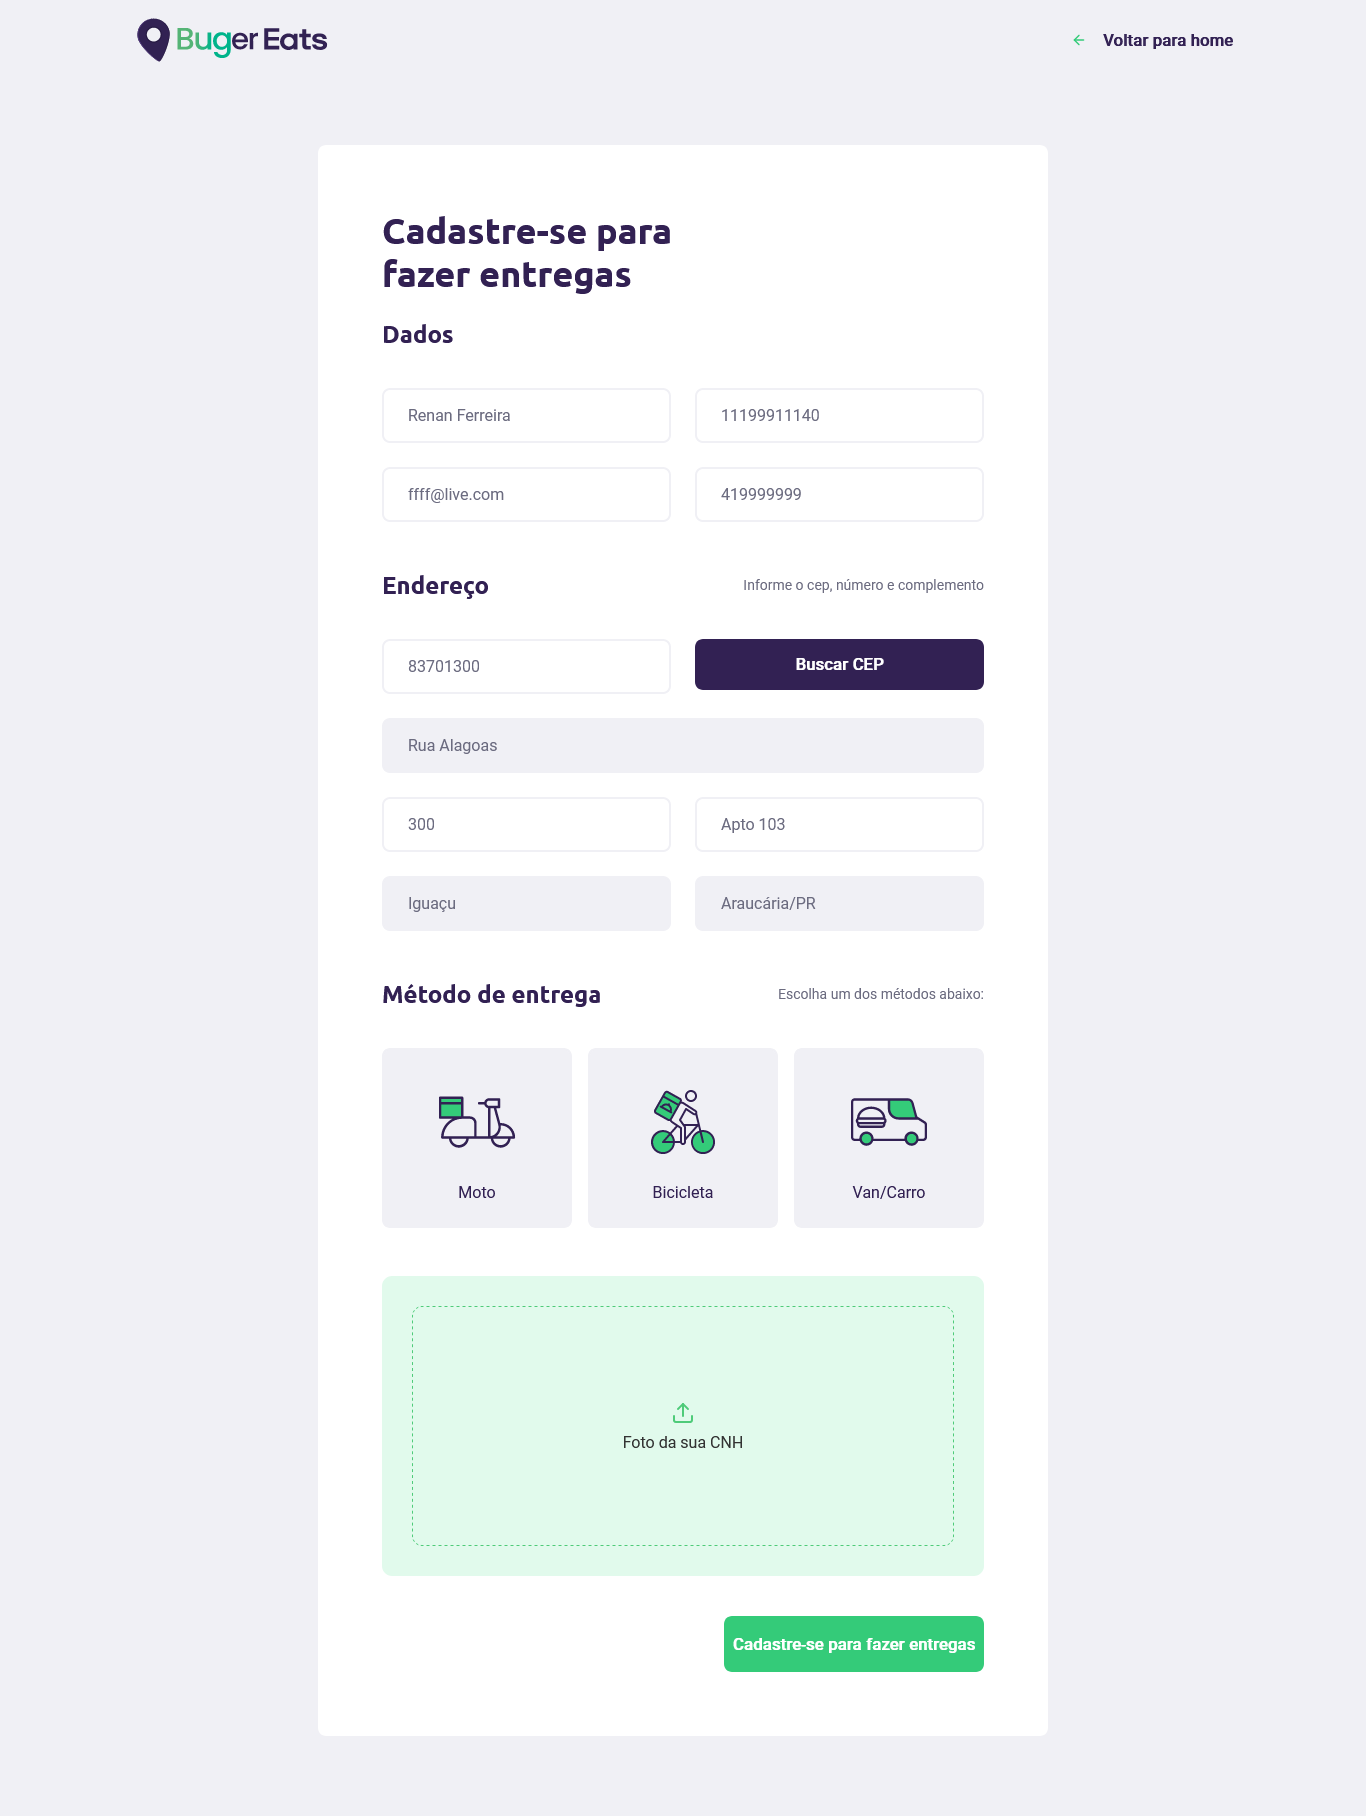 Buger Eats
Voltar para home
Cadastre-se para
fazer entregas
Dados
Renan Ferreira
11199911140
ffff@live.com
419999999
Endereço
Informe o cep, número e complemento
83701300
Buscar CEP
Rua Alagoas
300
Apto 103
Iguaçu
Araucária/PR
Método de entrega
Escolha um dos métodos abaixo:
Moto
Bicicleta
Van/Carro
Foto da sua CNH
Cadastre-se para fazer entregas